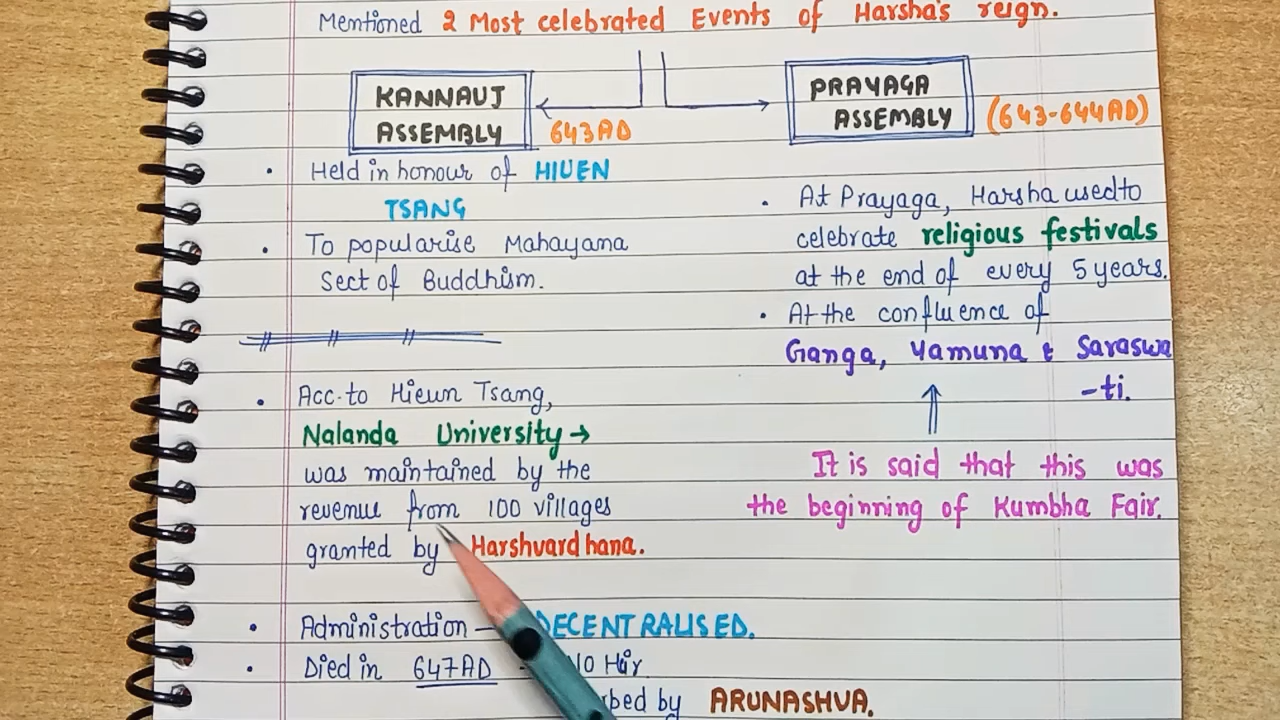 Mentioned 2 Most celebrated Events of Harsha's reign.
KANNAUJ
ASSEMBLY
643AD
• Held in honour of HIUEN
TSANG
• To popularise Mahayana
Sect of Buddhism.
• Acc. to Hieun Tsang,
Nalanda University →
was maintained by the
revenue from 100 villages
granted by Harshvardhana.
• Administration — DECENTRALISED.
• Died in 647AD - No Hir
bed by ARUNASHVA.
PRAYAGA
ASSEMBLY
(643-644AD)
• At Prayaga, Harsha used to
celebrate religious festivals
at the end of every 5 years.
• At the confluence of
Ganga, Yamuna & Saraswa
-ti.
It is said that this was
the beginning of Kumbha Fair.